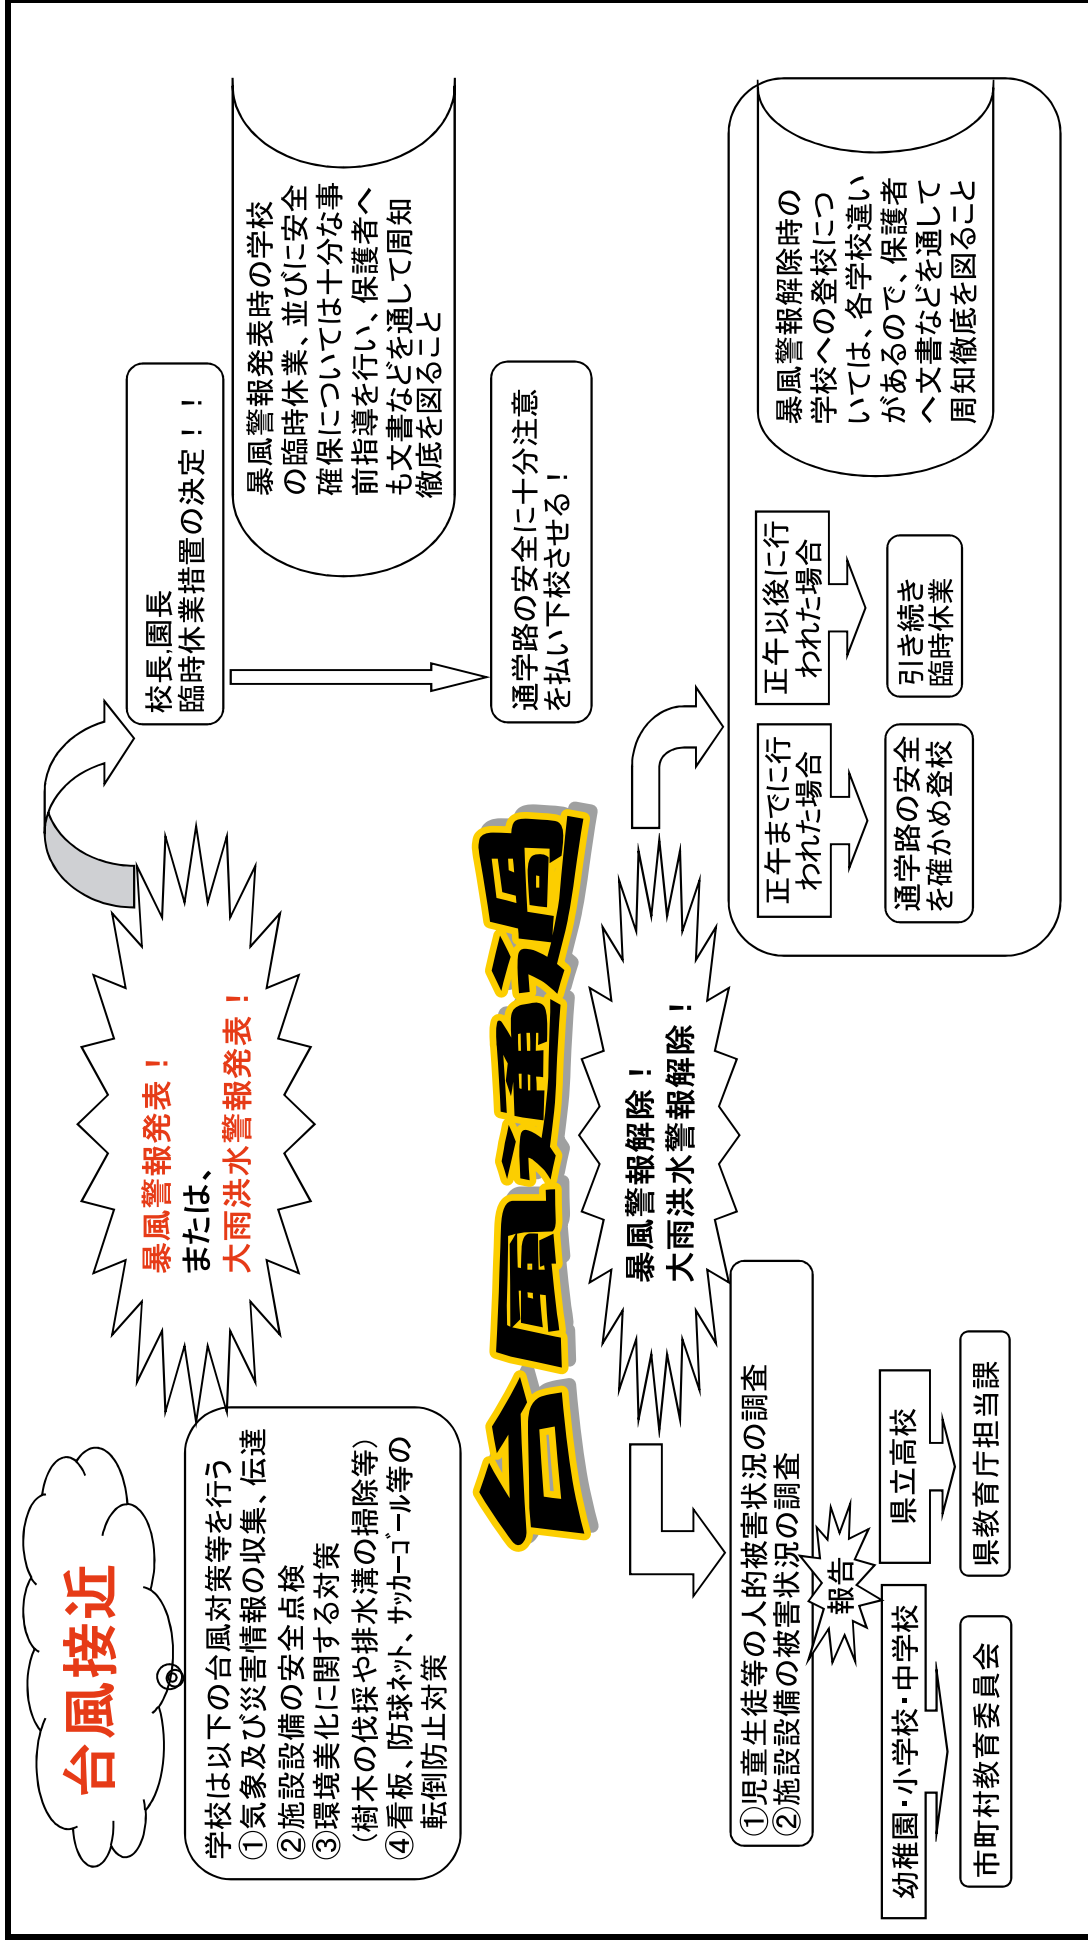 台風接近
学校は以下の台風対策等を行う
①気象及び災害情報の収集、伝達
②施設設備の安全点検
③環境美化に関する対策
（樹木の伐採や排水溝の掃除等）
④看板、防球ネット、サッカーゴール等の
転倒防止対策
暴風警報発表！
または、
大雨洪水警報発表！
校長,園長
臨時休業措置の決定！！
暴風警報発表時の学校
の臨時休業、並びに安全
確保については十分な事
前指導を行い、保護者へ
も文書などを通して周知
徹底を図ること
通学路の安全に十分注意
を払い下校させる！
台風通過
暴風警報解除！
大雨洪水警報解除！
①児童生徒等の人的被害状況の調査
②施設設備の被害状況の調査
報告
幼稚園・小学校・中学校
市町村教育委員会
県立高校
県教育庁担当課
正午までに行
われた場合
通学路の安全
を確かめ登校
正午以後に行
われた場合
引き続き
臨時休業
暴風警報解除時の
学校への登校につ
いては、各学校違い
があるので、保護者
へ文書などを通して
周知徹底を図ること